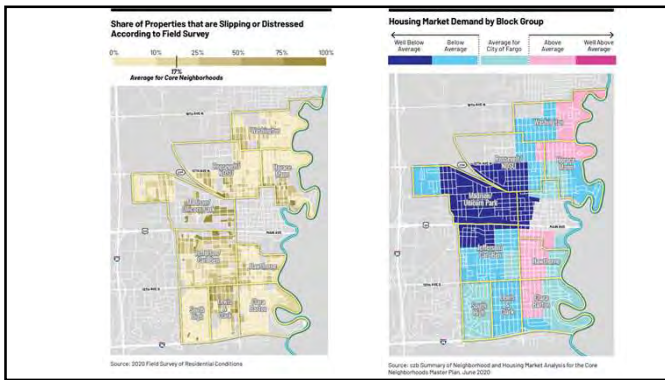 Share of Properties that are Slipping or Distressed
According to Field Survey
0% 10% 25% 50% 75% 100%
17%
Average for Core Neighborhoods
Washington
Roosevelt/
NDSU
Horace
Mann
Madison/
Unicorn Park
MAIN AVE
Jefferson/
Carl Ben
Hawthorne
South
High
Lewis
& Clark
Clara
Barton
Source: 2020 Field Survey of Residential Conditions
Housing Market Demand by Block Group
Well Below
Average
Below
Average
Average for
City of Fargo
Above
Average
Well Above
Average
Washington
Roosevelt/
NDSU
Horace
Mann
Madison/
Unicorn Park
MAIN AVE
Jefferson/
Carl Ben
Hawthorne
South
High
Lewis
& Clark
Clara
Barton
Source: czb Summary of Neighborhood and Housing Market Analysis for the Core
Neighborhoods Master Plan, June 2020